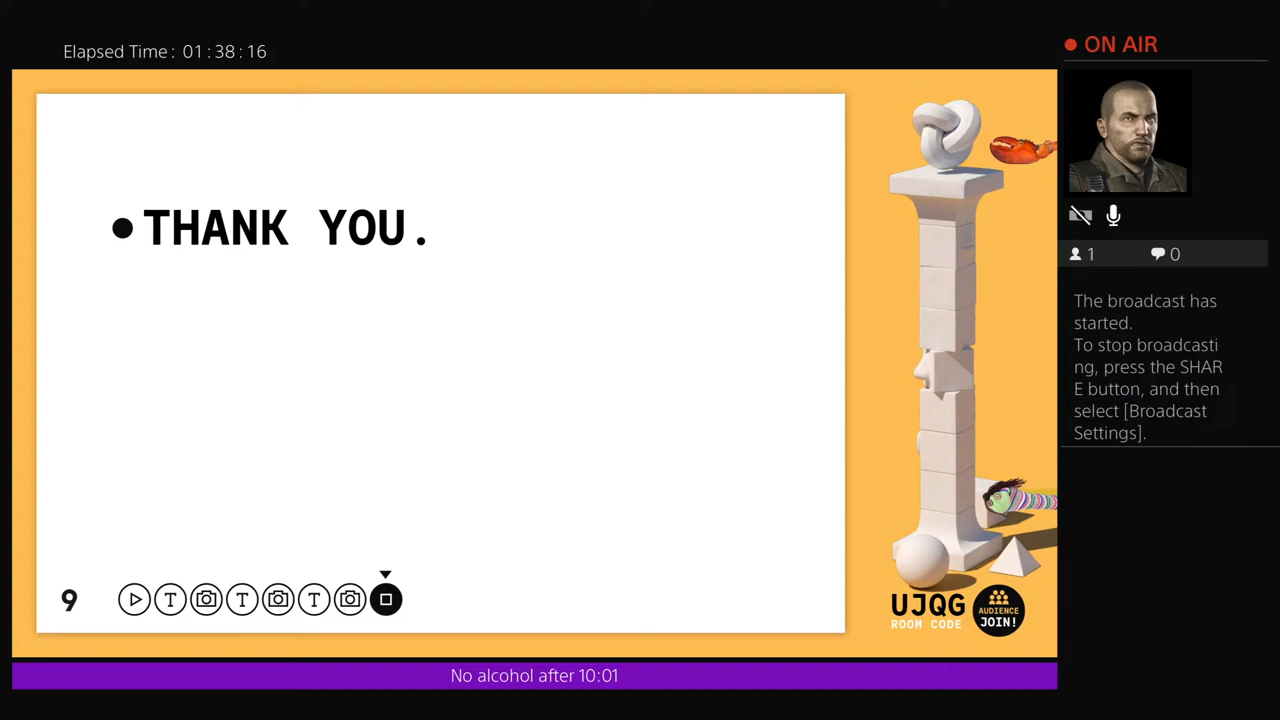 Elapsed Time: 01:38:16
ON AIR
THANK YOU.
1
0
The broadcast has
started.
To stop broadcasti
ng, press the SHAR
E button, and then
select [Broadcast
Settings].
9
T
T
T
UJQG
ROOM CODE
AUDIENCE
JOIN!
No alcohol after 10:01